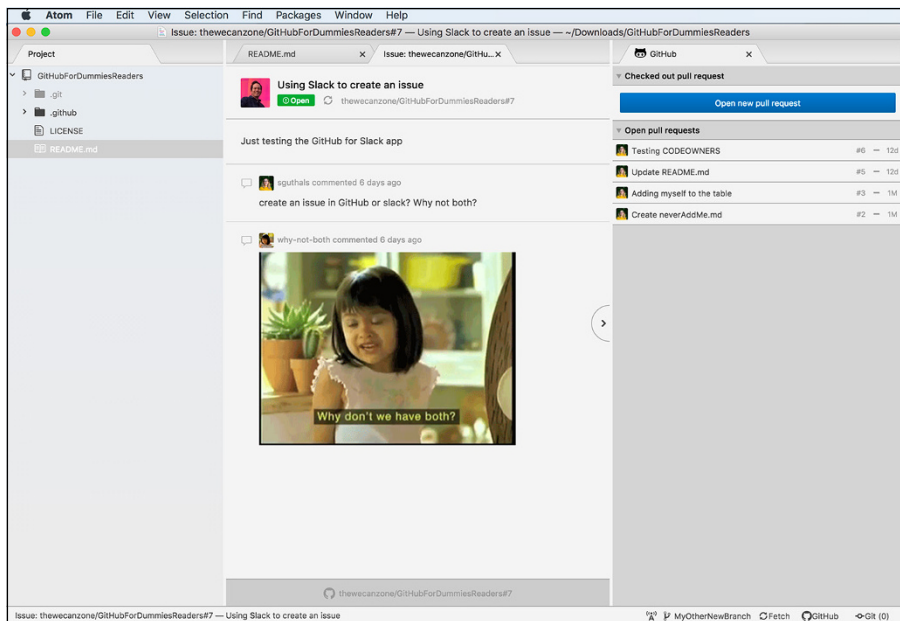 Atom File Edit View Selection Find Packages Window Help
Issue: thewecanzone/GitHubForDummiesReaders#7 — Using Slack to create an issue — ~/Downloads/GitHubForDummiesReaders
Project
GitHubForDummiesReaders
.git
.github
LICENSE
README.md
README.md
Issue: thewecanzone/GitHu...
Using Slack to create an issue
Open thewecanzone/GitHubForDummiesReaders#7
Just testing the GitHub for Slack app
sguthals commented 6 days ago
create an issue in GitHub or slack? Why not both?
why-not-both commented 6 days ago
Why don't we have both?
thewecanzone/GitHubForDummiesReaders#7
GitHub
Checked out pull request
Open new pull request
Open pull requests
Testing CODEOWNERS #6 — 12d
Update README.md #5 — 12d
Adding myself to the table #3 — 1M
Create neverAddMe.md #2 — 1M
Issue: thewecanzone/GitHubForDummiesReaders#7 — Using Slack to create an issue
MyOtherNewBranch Fetch GitHub Git (0)